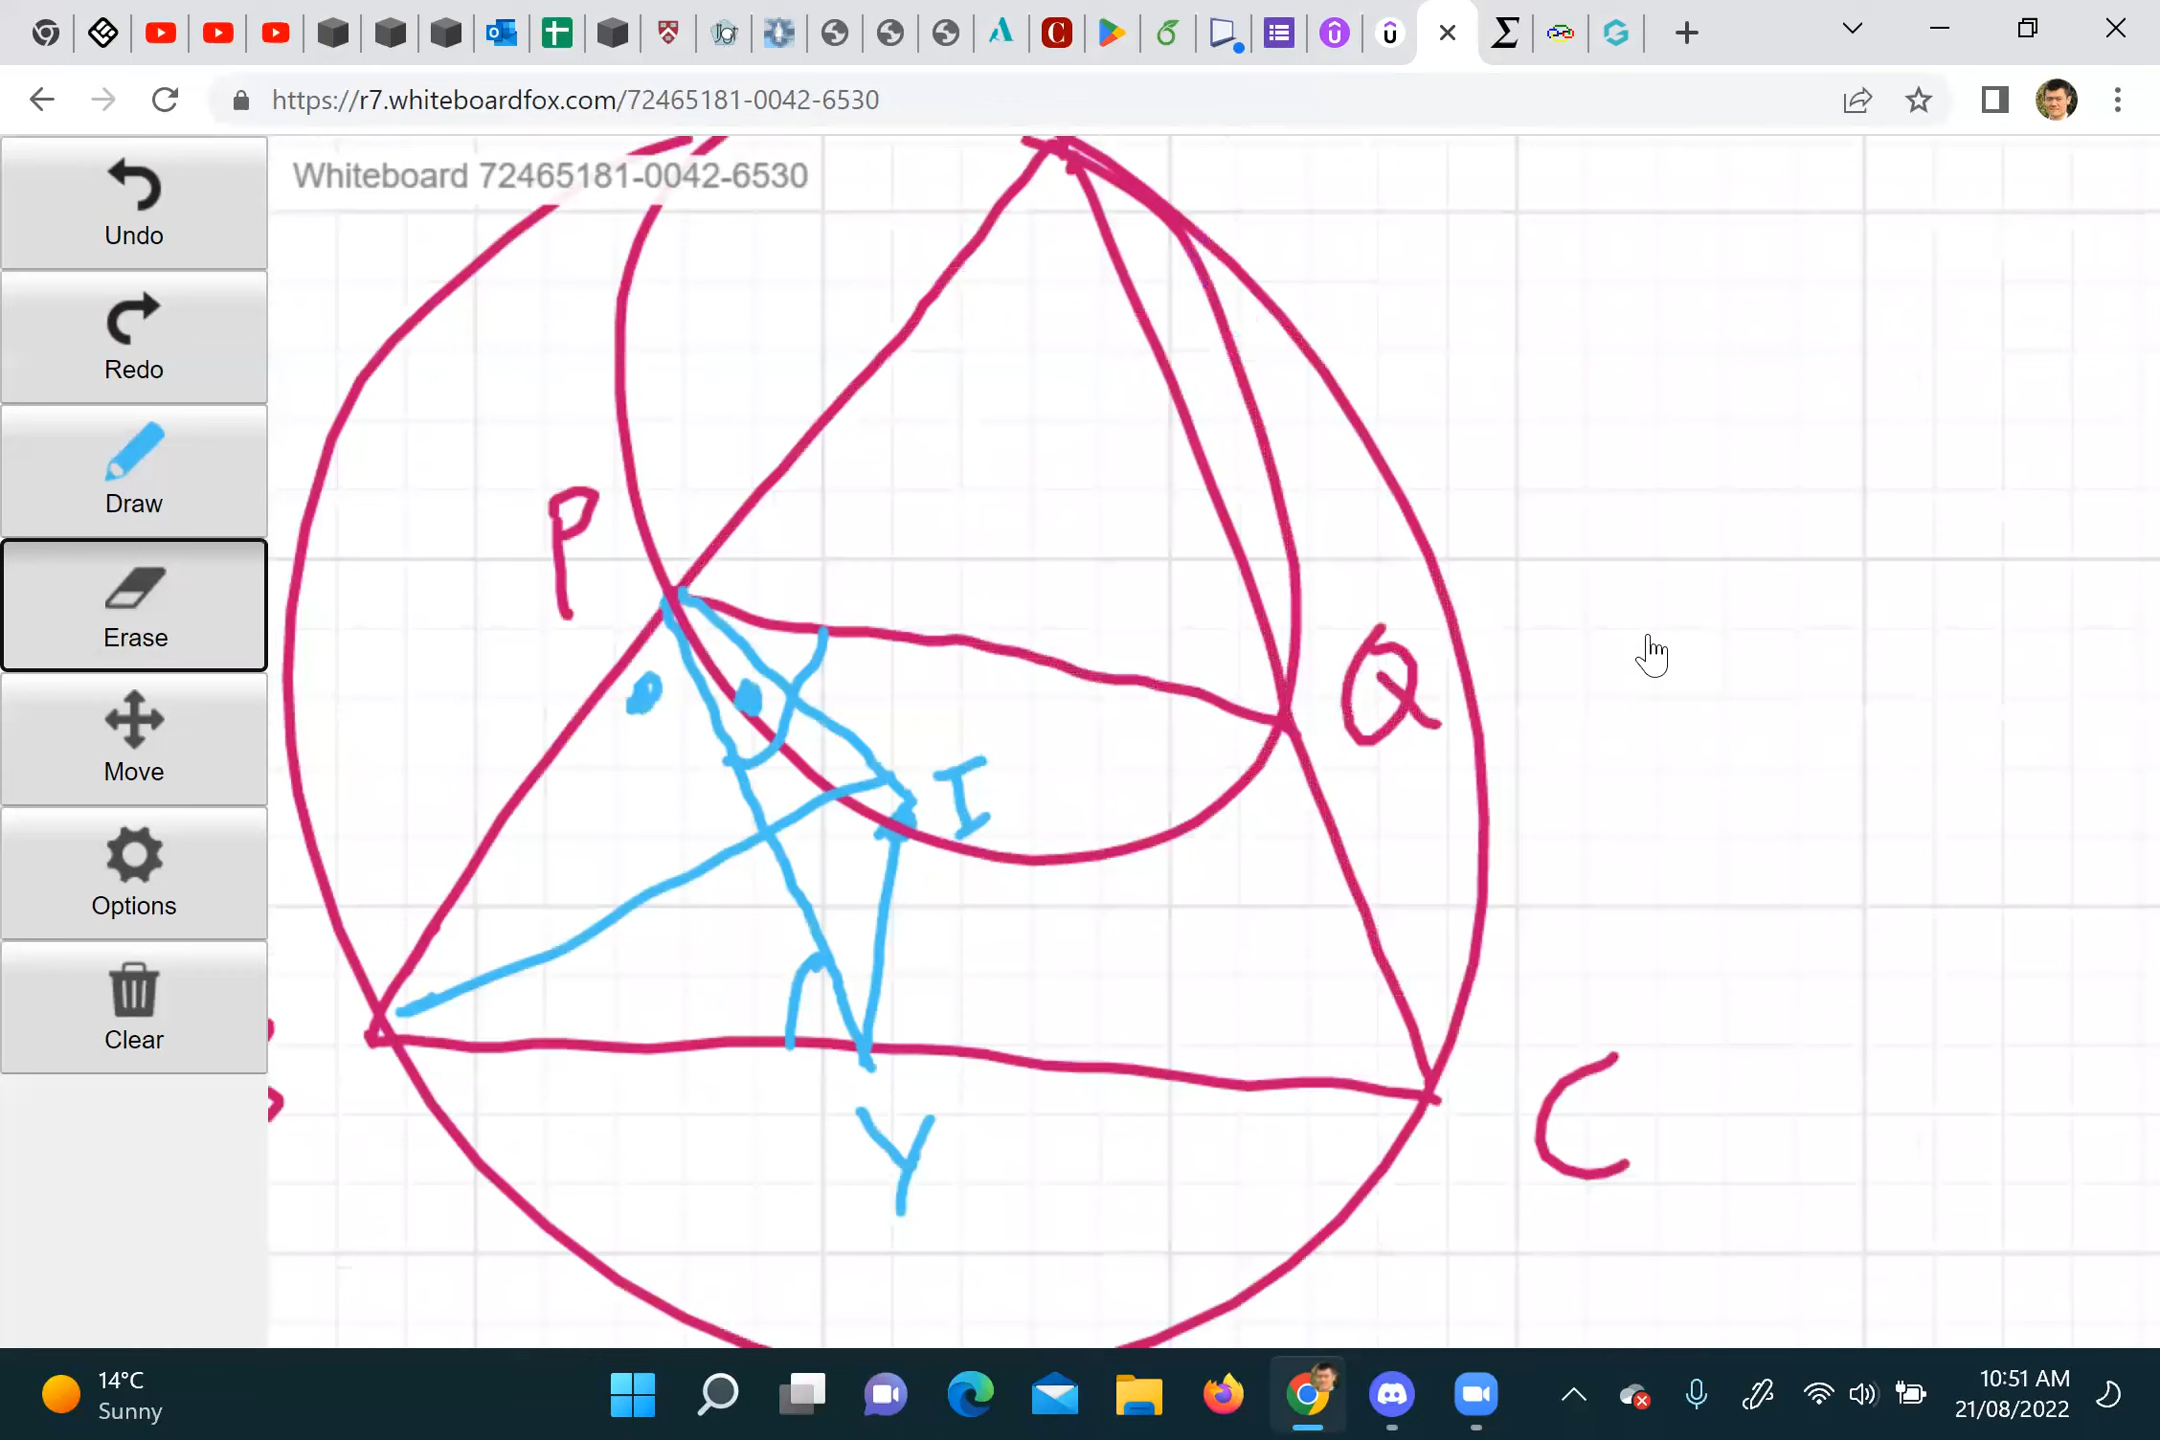 https://r7.whiteboardfox.com/72465181-0042-6530
Whiteboard 72465181-0042-6530
Undo
Redo
Draw
Erase
Move
Options
Clear
P
Q
I
Y
C
14°C
Sunny
10:51 AM
21/08/2022